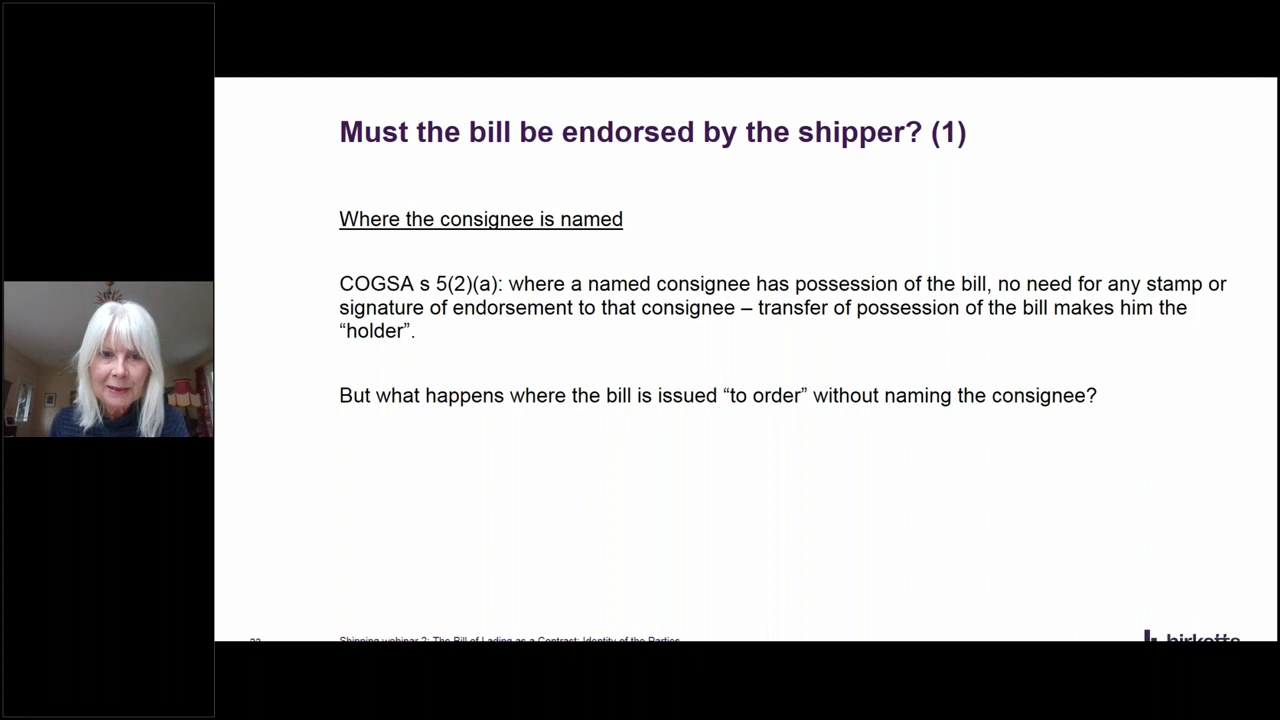 Must the bill be endorsed by the shipper? (1)
Where the consignee is named
COGSA s 5(2)(a): where a named consignee has possession of the bill, no need for any stamp or
signature of endorsement to that consignee – transfer of possession of the bill makes him the
“holder”.
But what happens where the bill is issued “to order” without naming the consignee?
Shipping webinar 2: The Bill of Lading as a Contract: Identity of the Parties
birketts